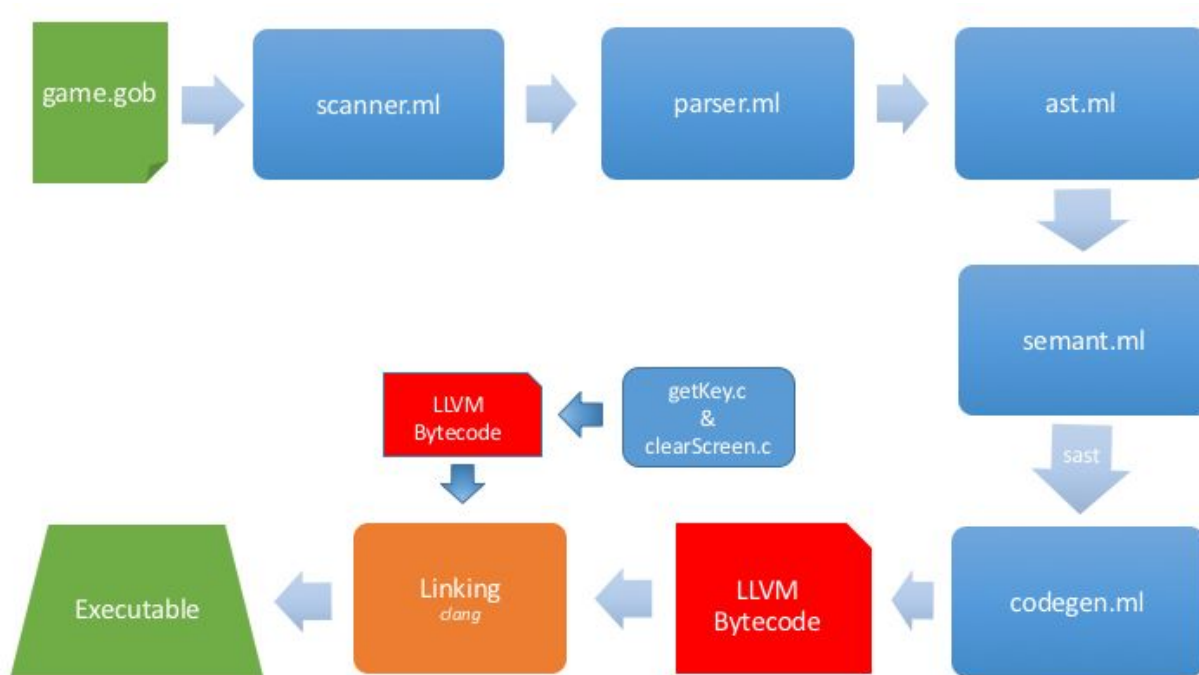 game.gob
scanner.ml
parser.ml
ast.ml
semant.ml
getKey.c
&
clearScreen.c
LLVM
Bytecode
sast
Executable
Linking
clang
LLVM
Bytecode
codegen.ml